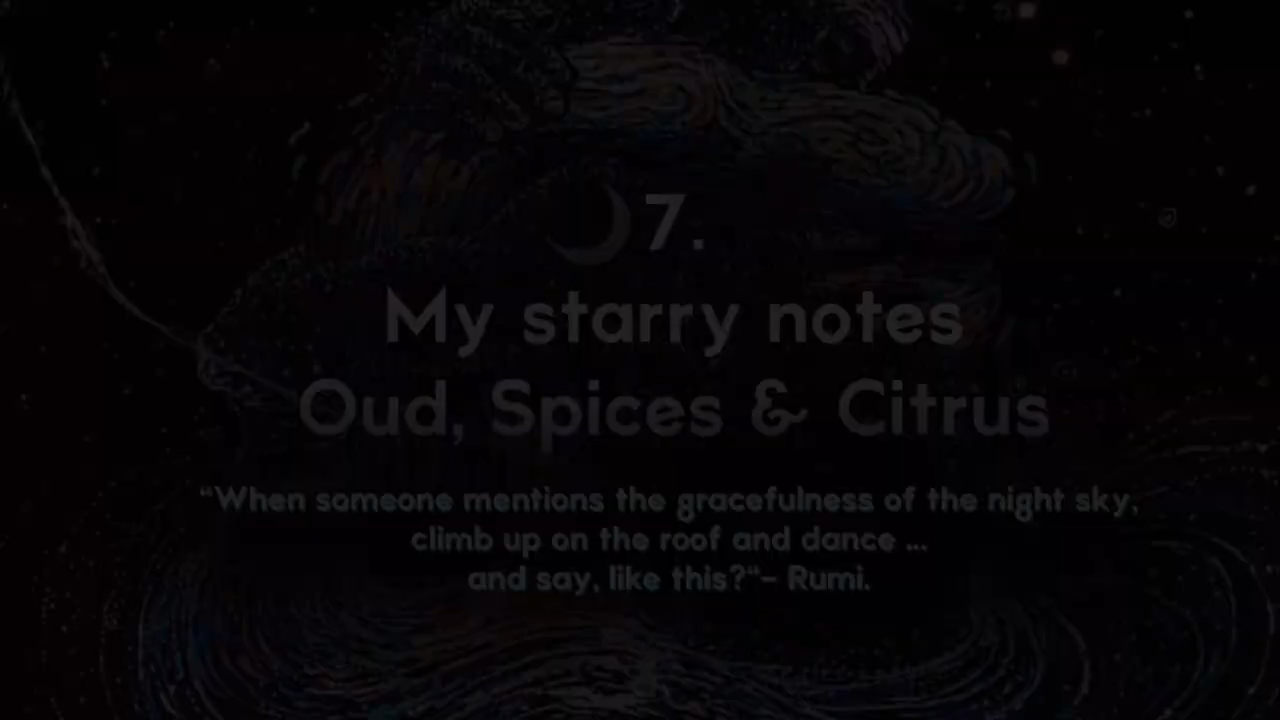 7.
My starry notes
Oud, Spices & Citrus
“When someone mentions the gracefulness of the night sky,
climb up on the roof and dance ...
and say, like this?“– Rumi.